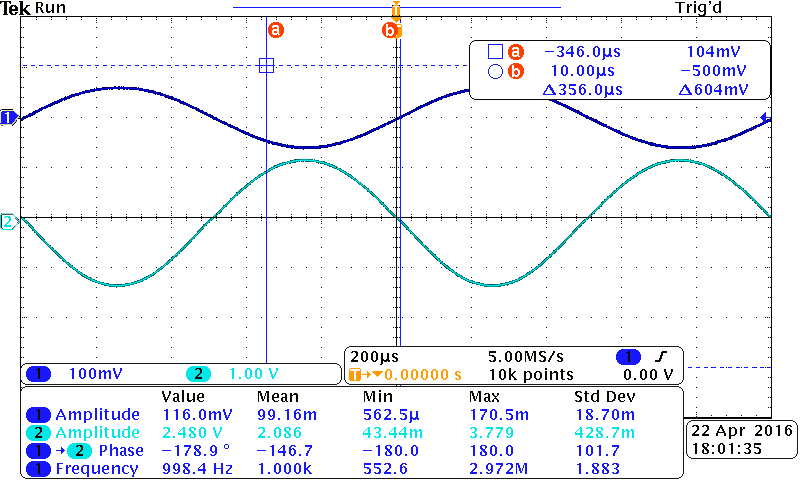 Tek Run Trig'd
T
a b
a −346.0µs 104mV
b 10.00µs −500mV
Δ356.0µs Δ604mV
1
2
1 100mV 2 1.00 V
200µs 5.00MS/s 1
T→▼0.00000 s 10k points 0.00 V
Value Mean Min Max Std Dev
1 Amplitude 116.0mV 99.16m 562.5µ 170.5m 18.70m
2 Amplitude 2.480 V 2.086 43.44m 3.779 428.7m
1 → 2 Phase −178.9 ° −146.7 −180.0 180.0 101.7
1 Frequency 998.4 Hz 1.000k 552.6 2.972M 1.883
22 Apr 2016
18:01:35